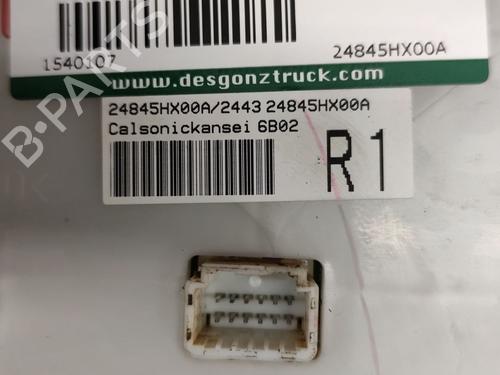 1540107
24845HX00A
www.desgonztruck.com
24845HX00A/2443 24845HX00A
Calsonickansei 6B02
R1
B-PARTS